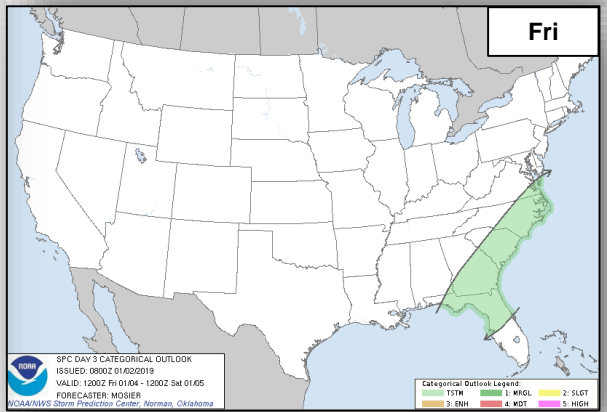 Fri
NOAA
SPC DAY 3 CATEGORICAL OUTLOOK
ISSUED: 0800Z 01/02/2019
VALID: 1200Z Fri 01/04 - 1200Z Sat 01/05
FORECASTER: MOSIER
NOAA/NWS Storm Prediction Center, Norman, Oklahoma
Categorical Outlook Legend:
TSTM 1: MRGL 2: SLGT
3: ENH 4: MDT 5: HIGH